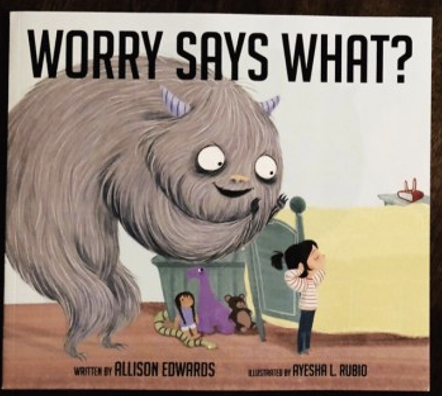 WORRY SAYS WHAT?
WRITTEN BY ALLISON EDWARDS
ILLUSTRATED BY AYESHA L. RUBIO